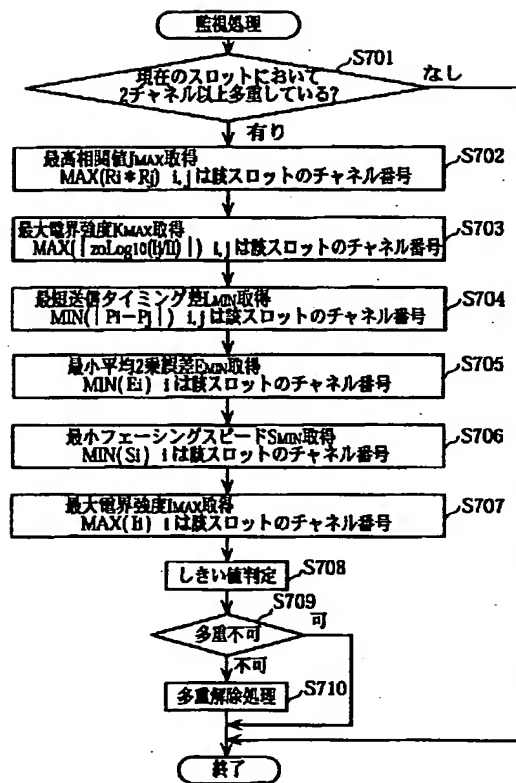 監視処理
S701
現在のスロットにおいて
2チャネル以上多重している?
なし
有り
最高相関値JMAX取得
MAX(Ri*Rj) i,jは該スロットのチャネル番号
S702
最大電界強度KMAX取得
MAX(|zoLog10(Ij/Ii)|) i,jは該スロットのチャネル番号
S703
最短送信タイミング差LMIN取得
MIN(|Pi-Pj|) i,jは該スロットのチャネル番号
S704
最小平均2乗誤差EMIN取得
MIN(Ei) iは該スロットのチャネル番号
S705
最小フェーシングスピードSMIN取得
MIN(Si) iは該スロットのチャネル番号
S706
最大電界強度IMAX取得
MAX(Ii) iは該スロットのチャネル番号
S707
しきい値判定
S708
S709
多重不可
可
不可
多重解除処理
S710
終了